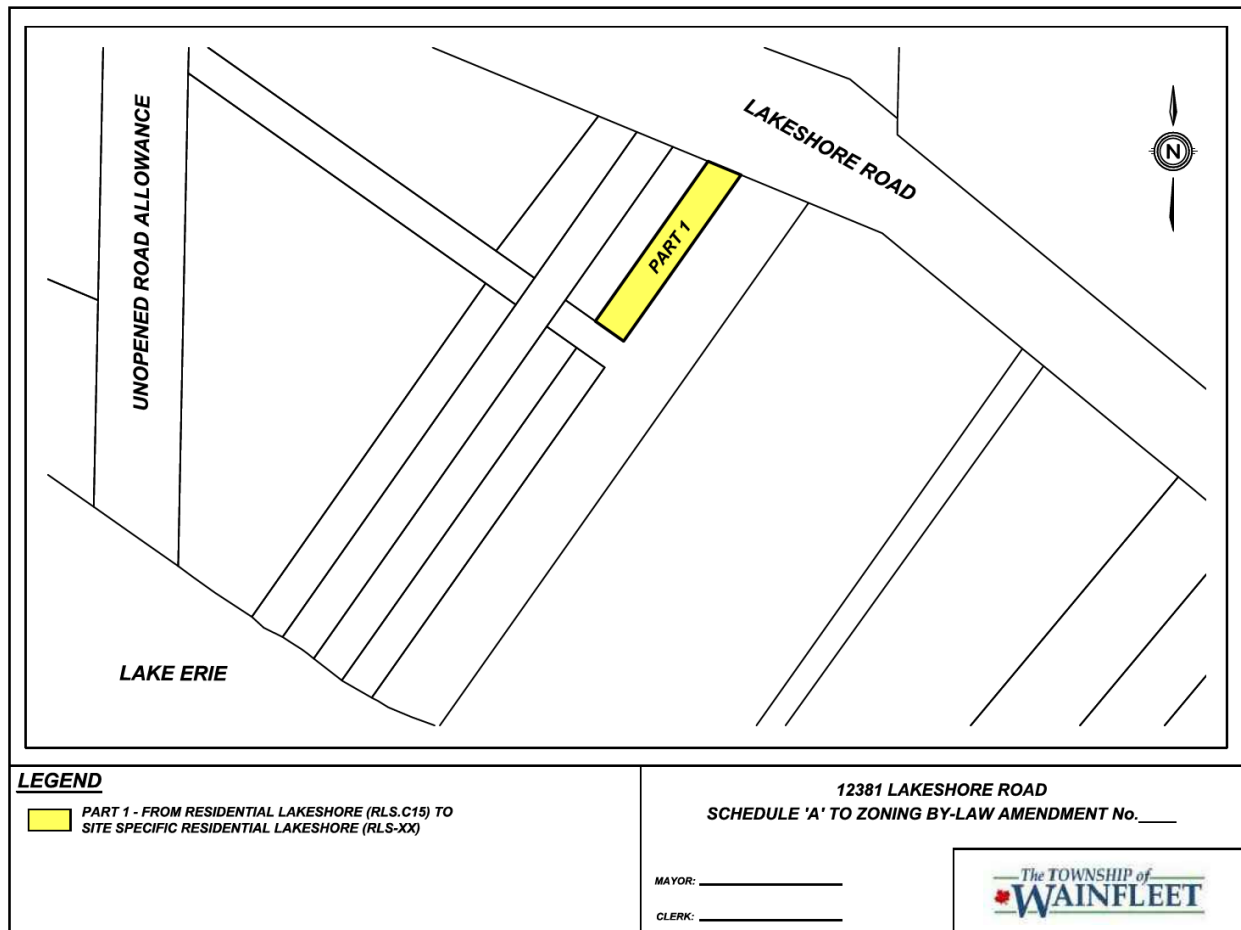 UNOPENED ROAD ALLOWANCE
LAKESHORE ROAD
N
PART 1
LAKE ERIE
LEGEND
PART 1 - FROM RESIDENTIAL LAKESHORE (RLS.C15) TO
SITE SPECIFIC RESIDENTIAL LAKESHORE (RLS-XX)
12381 LAKESHORE ROAD
SCHEDULE 'A' TO ZONING BY-LAW AMENDMENT No.____
MAYOR: ____________________
CLERK: ____________________
The TOWNSHIP of
WAINFLEET